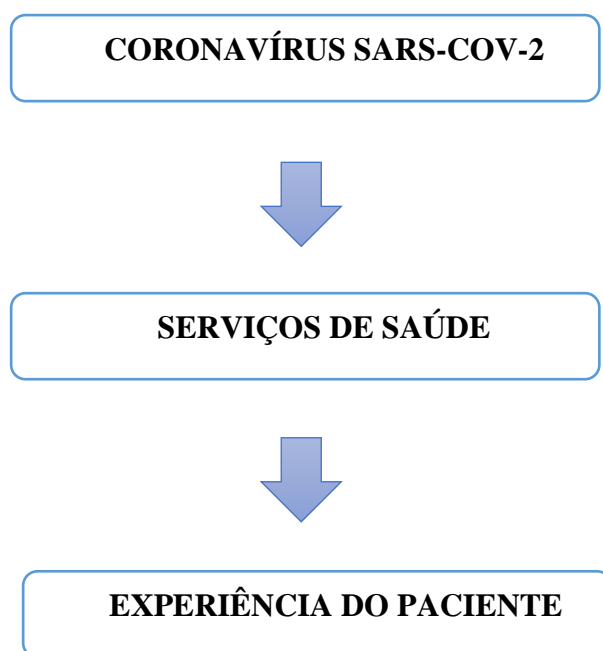 CORONAVÍRUS SARS-COV-2
SERVIÇOS DE SAÚDE
EXPERIÊNCIA DO PACIENTE